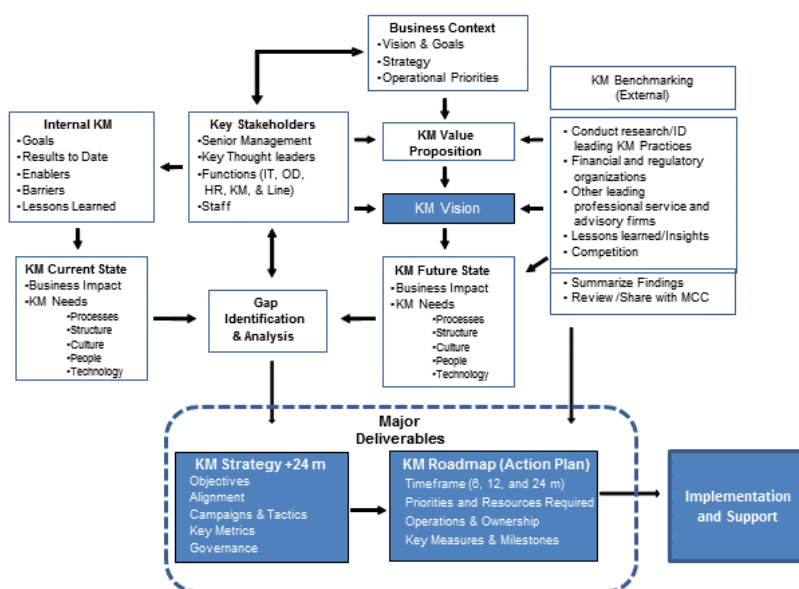 Business Context
•Vision & Goals
•Strategy
•Operational Priorities
KM Benchmarking
(External)
Internal KM
•Goals
•Results to Date
•Enablers
•Barriers
•Lessons Learned
Key Stakeholders
•Senior Management
•Key Thought leaders
•Functions (IT, OD,
HR, KM, & Line)
•Staff
KM Value
Proposition
KM Vision
• Conduct research/ID
leading KM Practices
• Financial and regulatory
organizations
• Other leading
professional service and
advisory firms
• Lessons learned/Insights
• Competition
• Summarize Findings
• Review /Share with MCC
KM Current State
•Business Impact
•KM Needs
•Processes
•Structure
•Culture
•People
•Technology
Gap
Identification
& Analysis
KM Future State
•Business Impact
•KM Needs
•Processes
•Structure
•Culture
•People
•Technology
Major
Deliverables
KM Strategy +24 m
Objectives
Alignment
Campaigns & Tactics
Key Metrics
Governance
KM Roadmap (Action Plan)
Timeframe (6, 12, and 24 m)
Priorities and Resources Required
Operations & Ownership
Key Measures & Milestones
Implementation
and Support